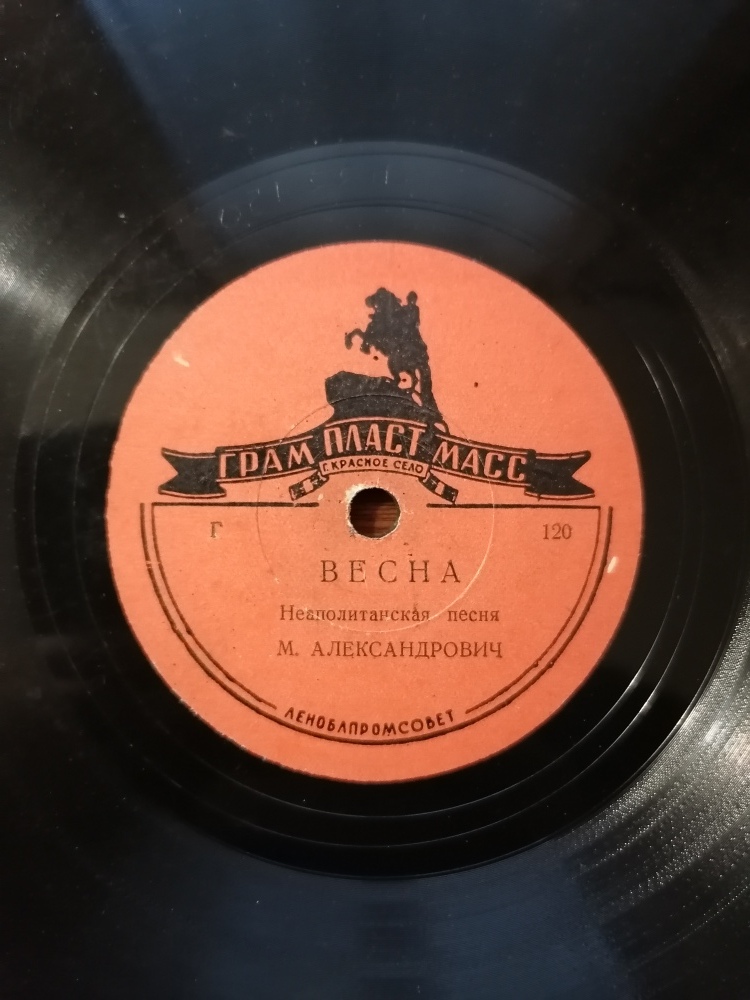 ГРАМ ПЛАСТ МАСС
Г. КРАСНОЕ СЕЛО
Г 120
ВЕСНА
Неаполитанская песня
М. АЛЕКСАНДРОВИЧ
ЛЕНОБЛПРОМСОВЕТ